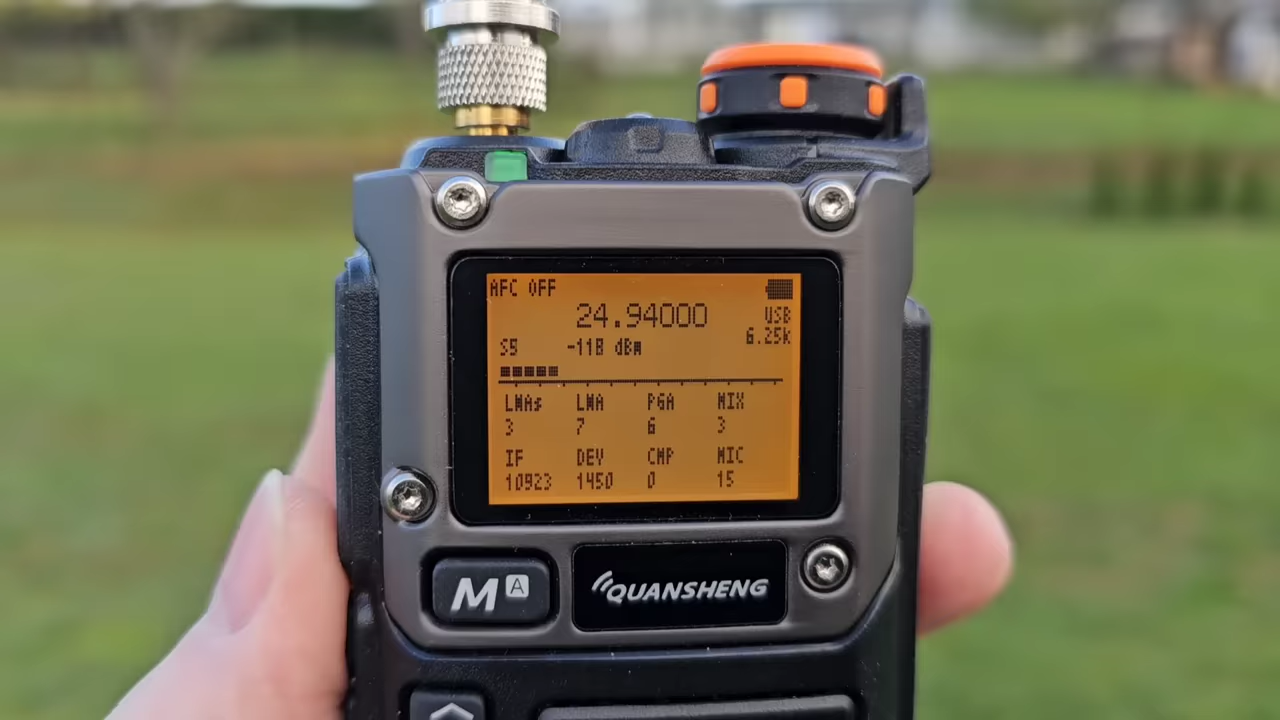 AFC OFF
24.94000
USB
6.25k
S5 -118 dBm
LNAs LNA PGA MIX
3 7 6 3
IF DEV CMP MIC
10923 1450 0 15
M A
QUANSHENG